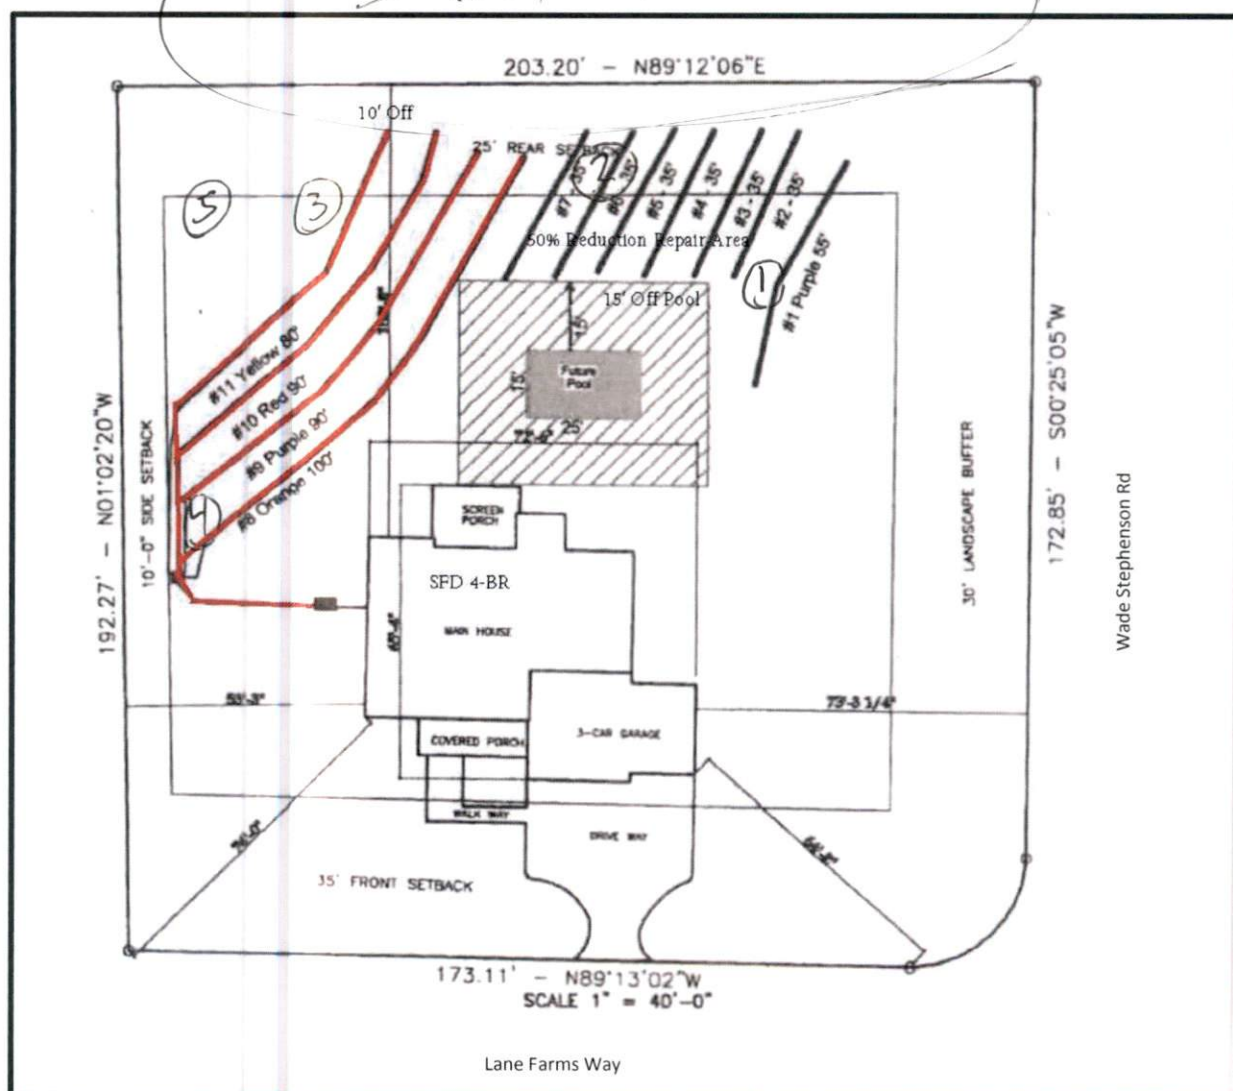 203.20' - N89°12'06"E
10' Off
25' REAR SETBACK
5
3
2
#7 - 35'
#6 - 35'
#5 - 35'
#4 - 35'
#3 - 35'
#2 - 35'
50% Reduction Repair Area
1
#1 Purple 55'
15' Off Pool
15'
Future
Pool
15'
25'
#11 Yellow 80'
#10 Red 90'
#9 Purple 90'
#8 Orange 100'
4
192.27' - N01°02'20"W
10'-0" SIDE SETBACK
30' LANDSCAPE BUFFER
172.85' - S00°25'05"W
Wade Stephenson Rd
SCREEN
PORCH
SFD 4-BR
MAIN HOUSE
73'-3 1/4"
3-CAR GARAGE
COVERED PORCH
WALK WAY
DRIVE WAY
35' FRONT SETBACK
173.11' - N89°13'02"W
SCALE 1" = 40'-0"
Lane Farms Way